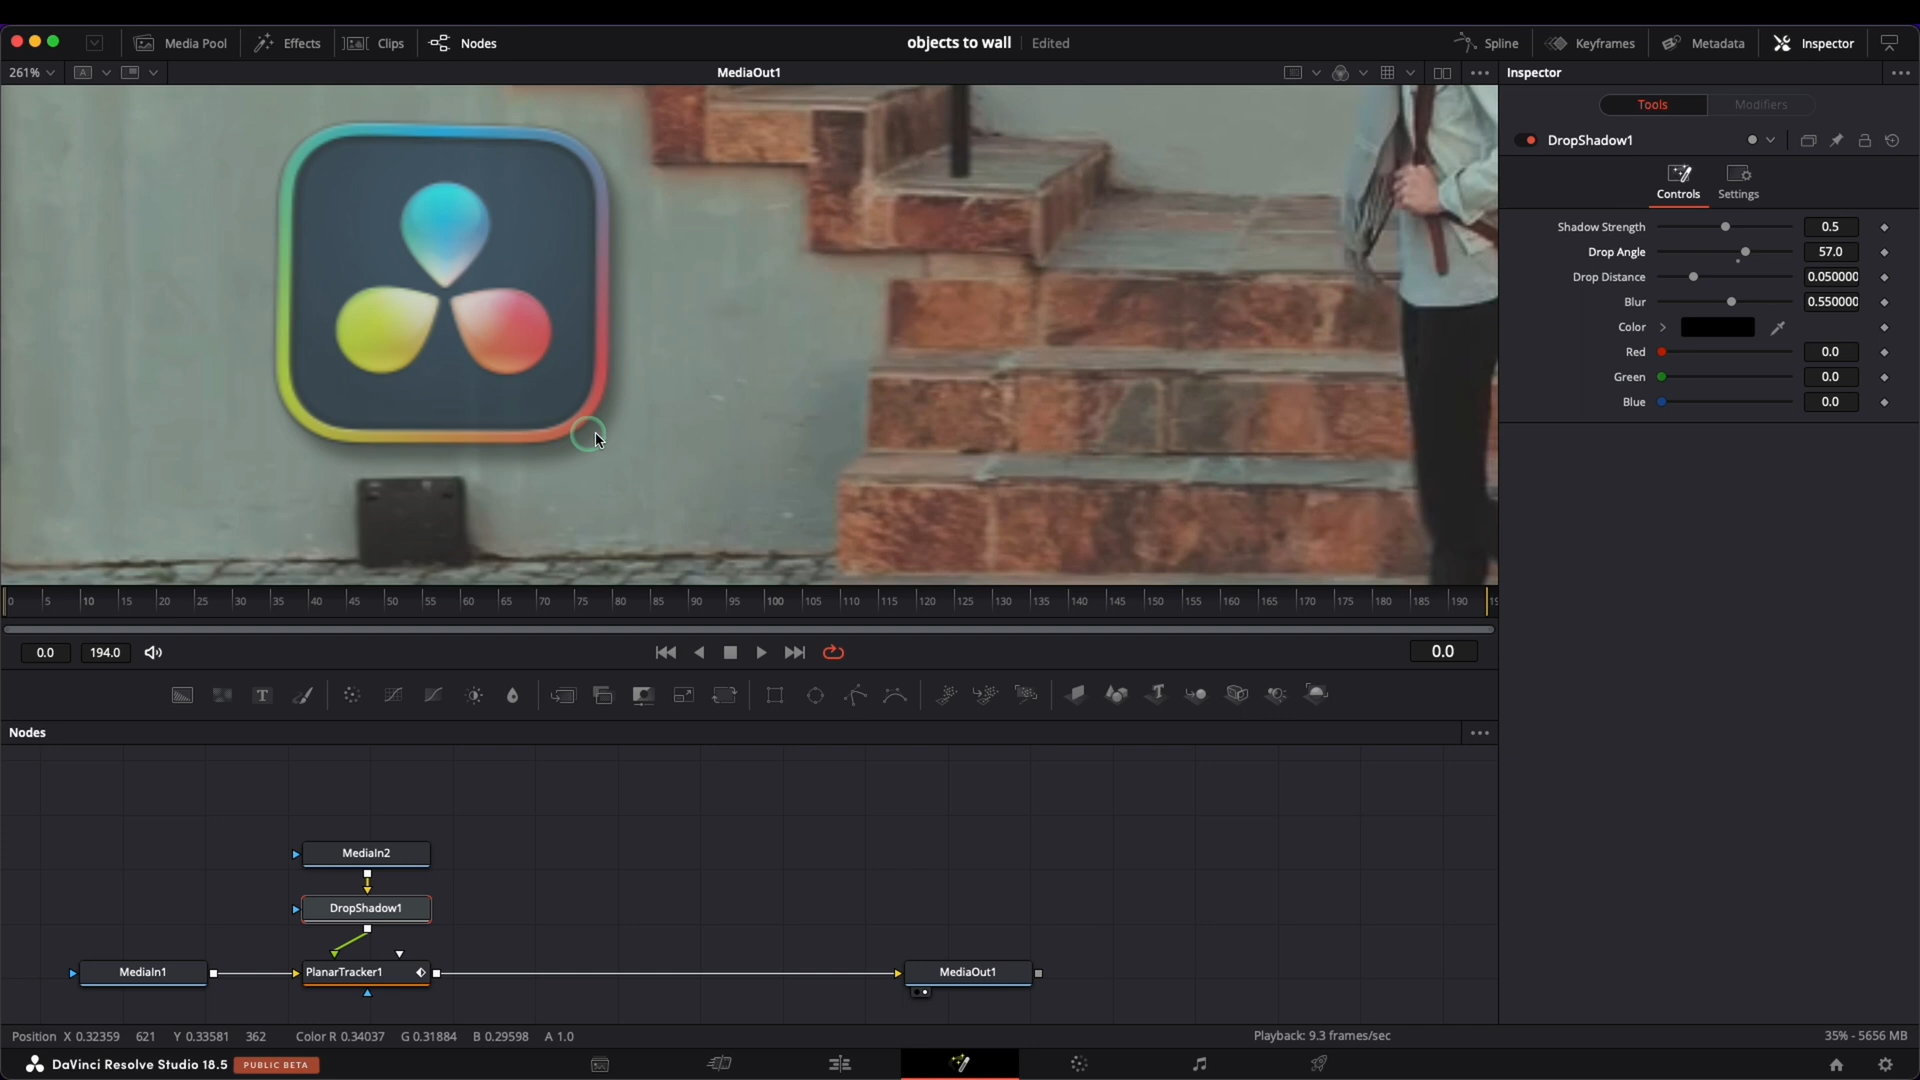 Media Pool Effects Clips Nodes objects to wall Edited Spline Keyframes Metadata Inspector
261% A MediaOut1 Inspector
Tools Modifiers
DropShadow1
Controls Settings
Shadow Strength 0.5
Drop Angle 57.0
Drop Distance 0.050000
Blur 0.550000
Color
Red 0.0
Green 0.0
Blue 0.0
0 5 10 15 20 25 30 35 40 45 50 55 60 65 70 75 80 85 90 95 100 105 110 115 120 125 130 135 140 145 150 155 160 165 170 175 180 185 190
0.0 194.0 0.0
T
Nodes
MediaIn2
DropShadow1
MediaIn1 PlanarTracker1 MediaOut1
Position X 0.32359 621 Y 0.33581 362 Color R 0.34037 G 0.31884 B 0.29598 A 1.0 Playback: 9.3 frames/sec 35% - 5656 MB
DaVinci Resolve Studio 18.5 PUBLIC BETA